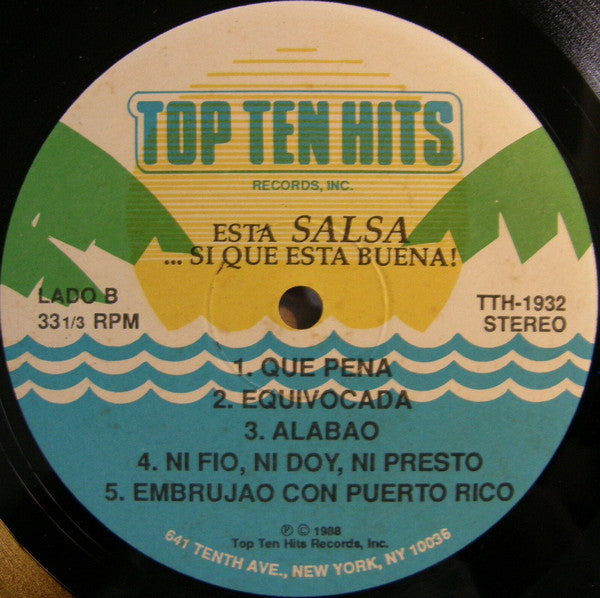 TOP TEN HITS
RECORDS, INC.
ESTA SALSA
... SI QUE ESTA BUENA!
LADO B
33 1/3 RPM
TTH-1932
STEREO
1. QUE PENA
2. EQUIVOCADA
3. ALABAO
4. NI FIO, NI DOY, NI PRESTO
5. EMBRUJAO CON PUERTO RICO
℗ © 1988
Top Ten Hits Records, Inc.
641 TENTH AVE., NEW YORK, NY 10036